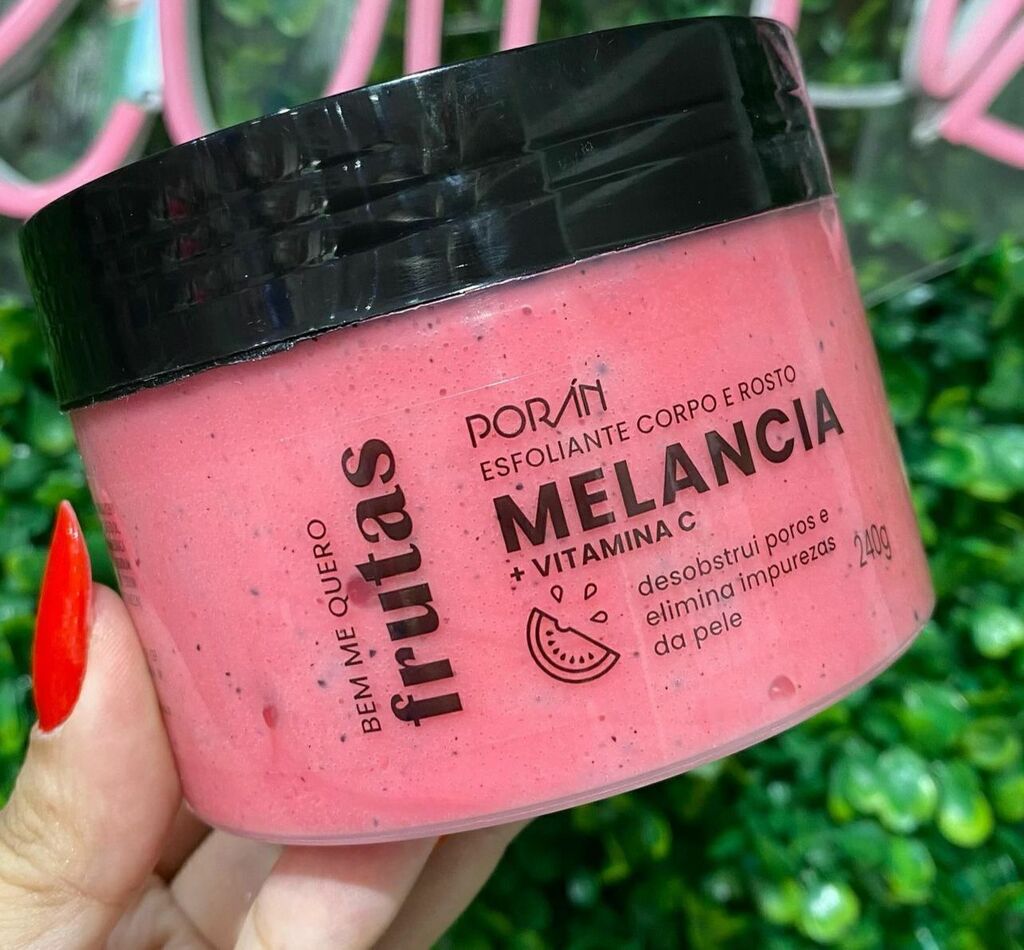 PORÁN
ESFOLIANTE CORPO E ROSTO
MELANCIA
+ VITAMINA C
desobstrui poros e
elimina impurezas
da pele
240g
BEM ME QUERO
frutas